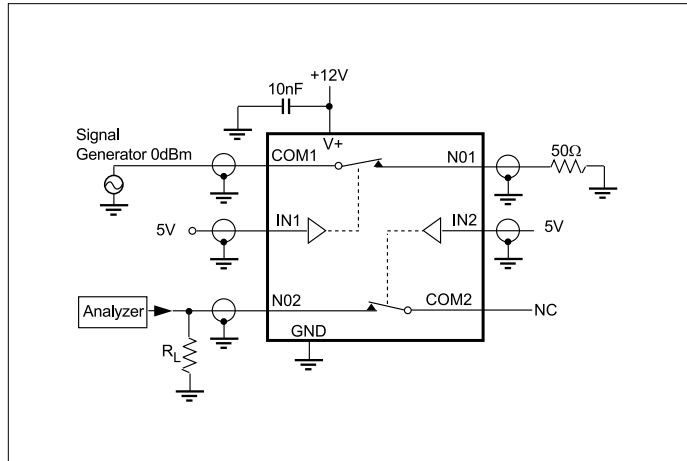 +12V
10nF
V+
Signal
Generator 0dBm
COM1
N01
50Ω
5V
IN1
IN2
5V
Analyzer
N02
COM2
NC
GND
RL